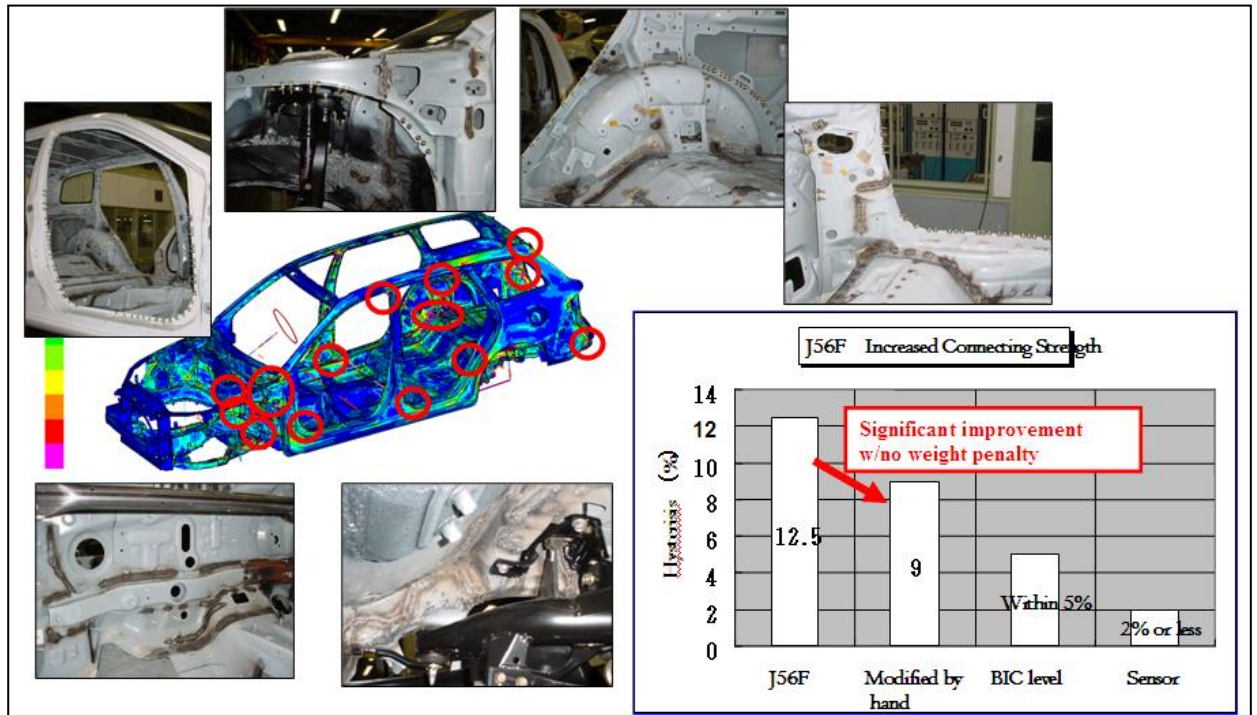 J56F Increased Connecting Strength
Significant improvement
w/no weight penalty
Hysterisis (%)
14
12
10
8
6
4
2
0
12.5
9
Within 5%
2% or less
J56F
Modified by
hand
BIC level
Sensor